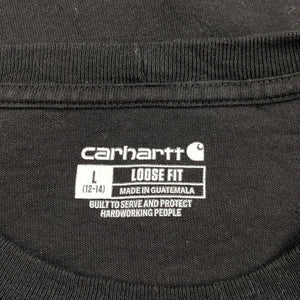 carhartt
L LOOSE FIT
(12-14) MADE IN GUATEMALA
BUILT TO SERVE AND PROTECT
HARDWORKING PEOPLE